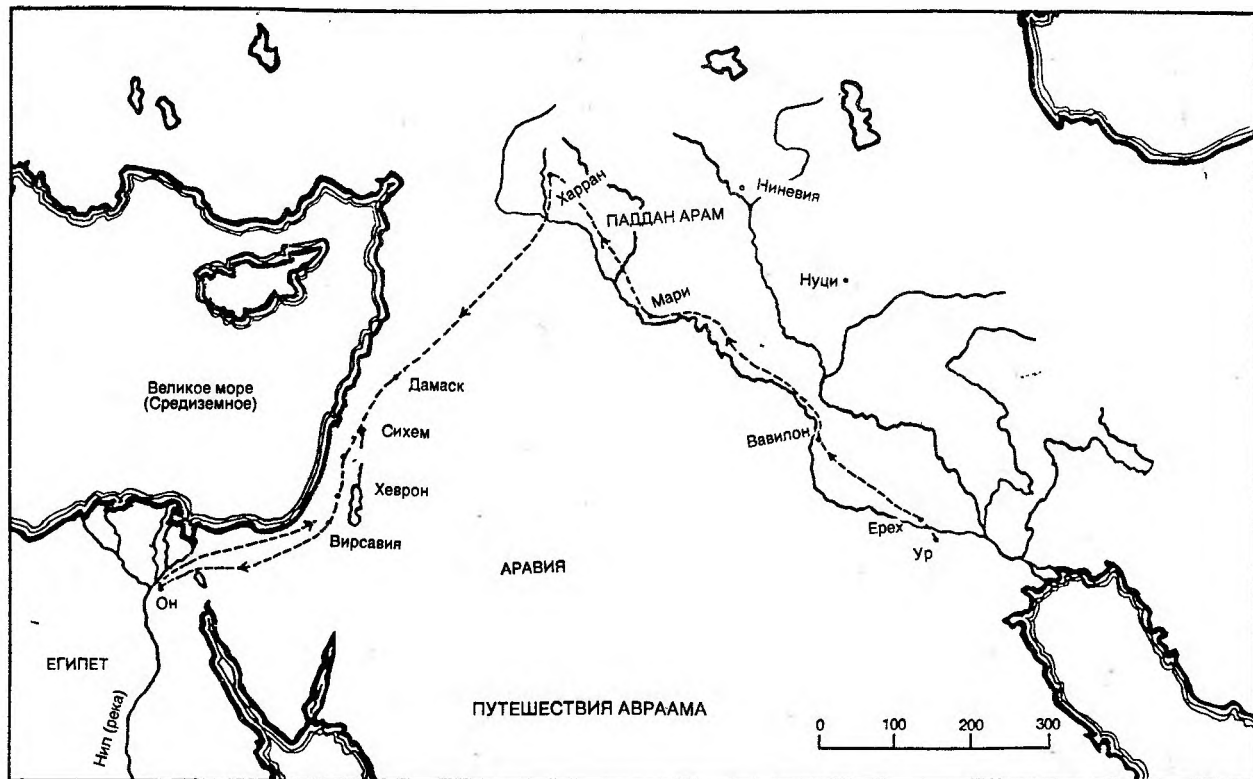 Харран
Ниневия
ПАДДАН АРАМ
Нуци
Мари
Великое море
(Средиземное)
Дамаск
Сихем
Вавилон
Хеврон
Ерех
Ур
Вирсавия
АРАВИЯ
Он
ЕГИПЕТ
Нип (река)
ПУТЕШЕСТВИЯ АВРААМА
0 100 200 300